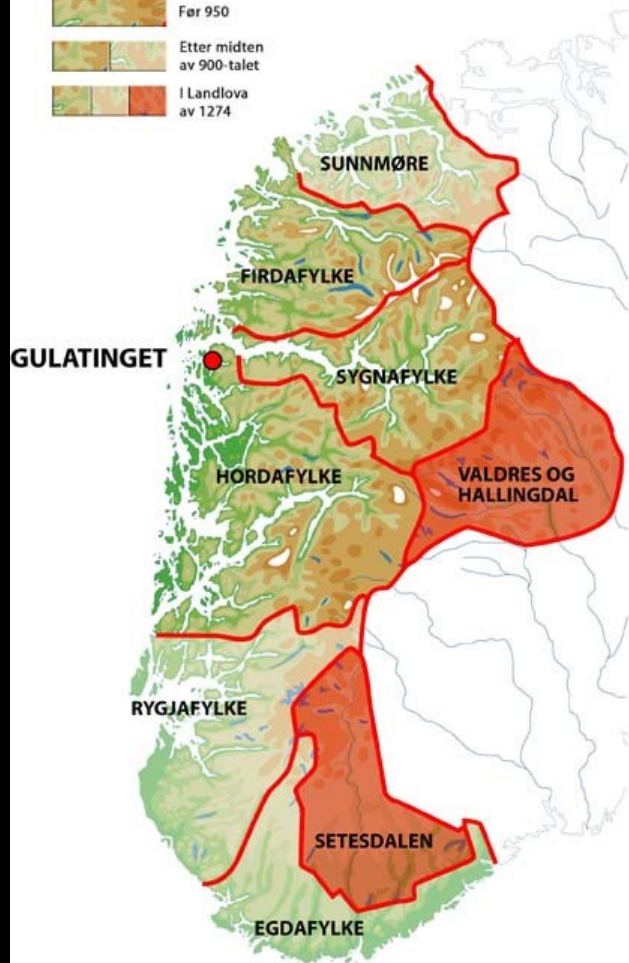 Før 950
Etter midten
av 900-talet
I Landlova
av 1274
SUNNMØRE
FIRDAFYLKE
GULATINGET
SYGNAFYLKE
HORDAFYLKE
VALDRES OG
HALLINGDAL
RYGJAFYLKE
SETESDALEN
EGDAFYLKE